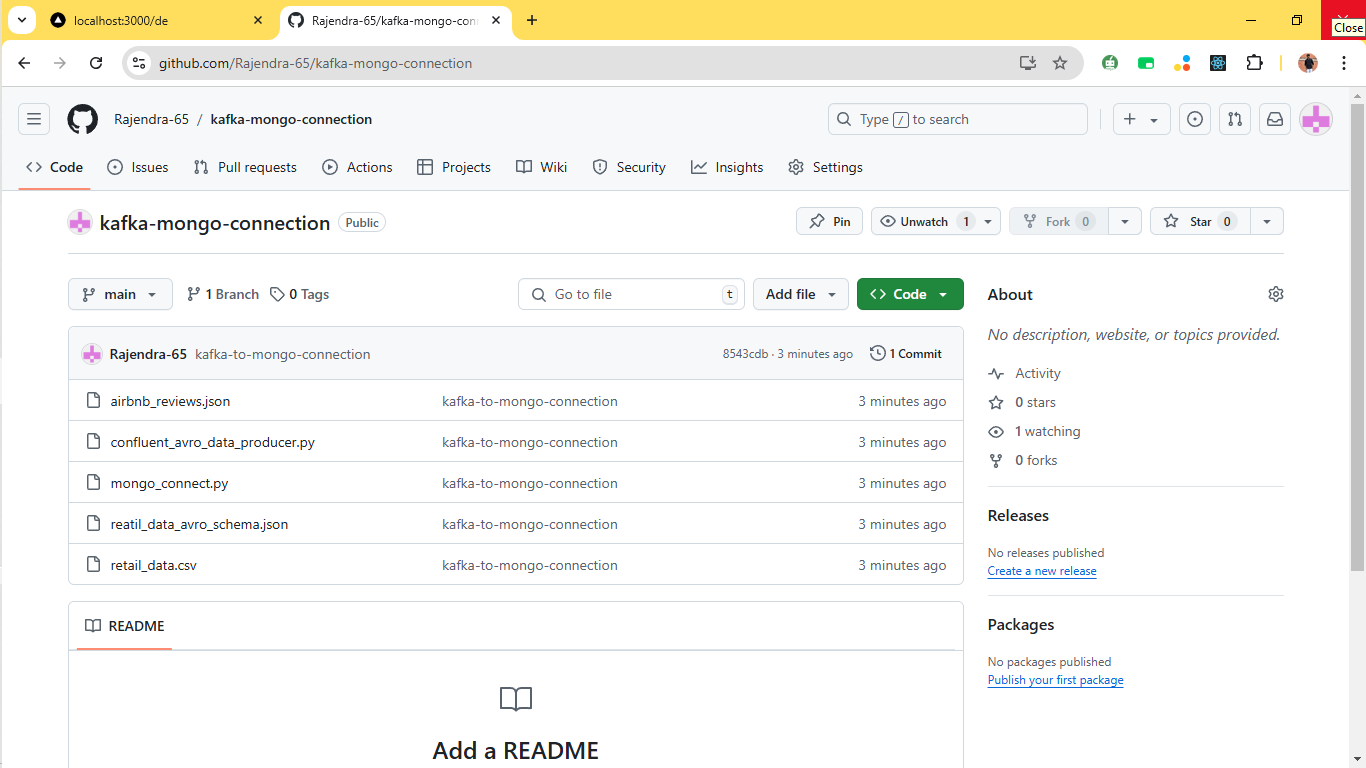 localhost:3000/de
Rajendra-65/kafka-mongo-conn
Close
github.com/Rajendra-65/kafka-mongo-connection
Rajendra-65 / kafka-mongo-connection
Type / to search
Code Issues Pull requests Actions Projects Wiki Security Insights Settings
kafka-mongo-connection Public
Pin Unwatch 1 Fork 0 Star 0
main 1 Branch 0 Tags Go to file t Add file Code
Rajendra-65 kafka-to-mongo-connection 8543cdb · 3 minutes ago 1 Commit
airbnb_reviews.json kafka-to-mongo-connection 3 minutes ago
confluent_avro_data_producer.py kafka-to-mongo-connection 3 minutes ago
mongo_connect.py kafka-to-mongo-connection 3 minutes ago
reatil_data_avro_schema.json kafka-to-mongo-connection 3 minutes ago
retail_data.csv kafka-to-mongo-connection 3 minutes ago
README
Add a README
About
No description, website, or topics provided.
Activity
0 stars
1 watching
0 forks
Releases
No releases published
Create a new release
Packages
No packages published
Publish your first package